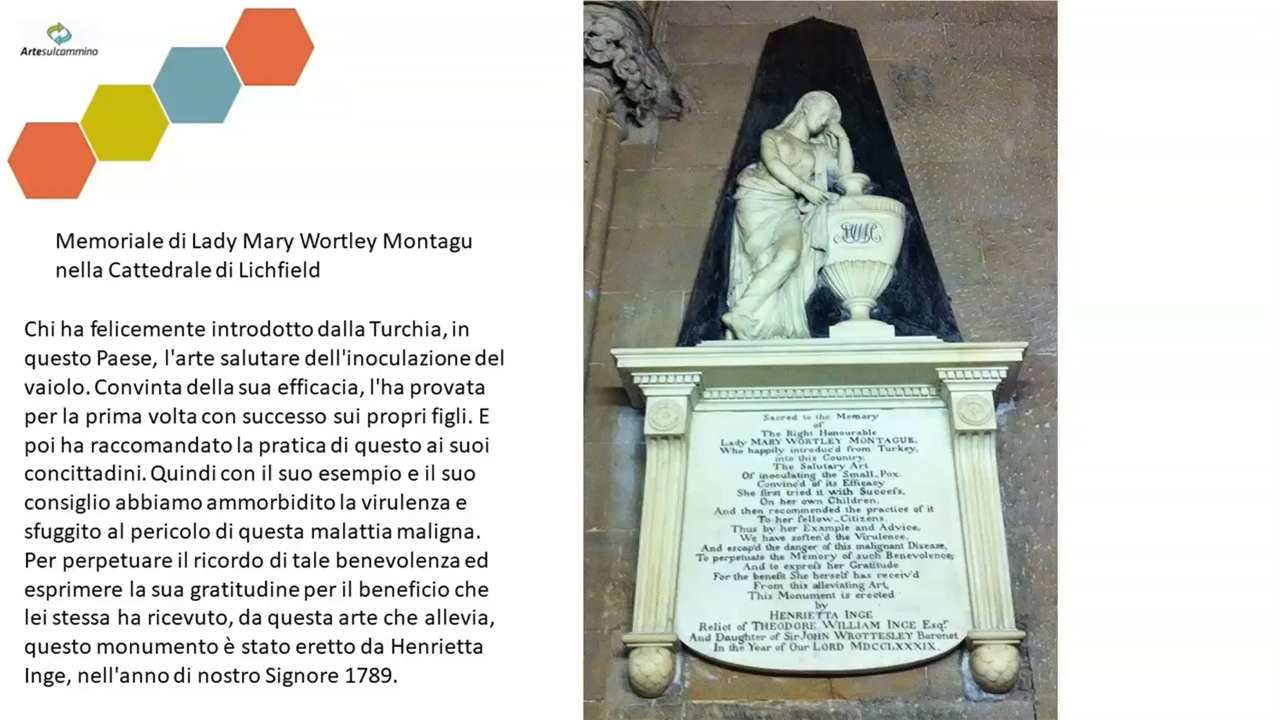 Artesulcammino
Memoriale di Lady Mary Wortley Montagu
nella Cattedrale di Lichfield
Chi ha felicemente introdotto dalla Turchia, in
questo Paese, l'arte salutare dell'inoculazione del
vaiolo. Convinta della sua efficacia, l'ha provata
per la prima volta con successo sui propri figli. E
poi ha raccomandato la pratica di questo ai suoi
concittadini. Quindi con il suo esempio e il suo
consiglio abbiamo ammorbidito la virulenza e
sfuggito al pericolo di questa malattia maligna.
Per perpetuare il ricordo di tale benevolenza ed
esprimere la sua gratitudine per il beneficio che
lei stessa ha ricevuto, da questa arte che allevia,
questo monumento è stato eretto da Henrietta
Inge, nell'anno di nostro Signore 1789.
Sacred to the Memory
of
The Right Honourable
Lady MARY WORTLEY MONTAGUE,
Who happily introduc'd from Turkey,
into this Country,
The Salutary Art
Of inoculating the Small-Pox.
Convinc'd of its Efficacy
She first tried it with Succeſs,
On her own Children,
And then recommended the practice of it
To her fellow-Citizens.
Thus by her Example and Advice,
We have soften'd the Virulence,
And escap'd the danger of this malignant Disease,
To perpetuate the Memory of such Benevolence;
And to expreſs her Gratitude
For the benefit She herself has receiv'd
From this alleviating Art,
This Monument is erected
by
HENRIETTA INGE
Relict of THEODORE WILLIAM INGE Esqr.
And Daughter of Sir JOHN WROTTESLEY Baronet
In the Year of Our LORD MDCCLXXXIX.